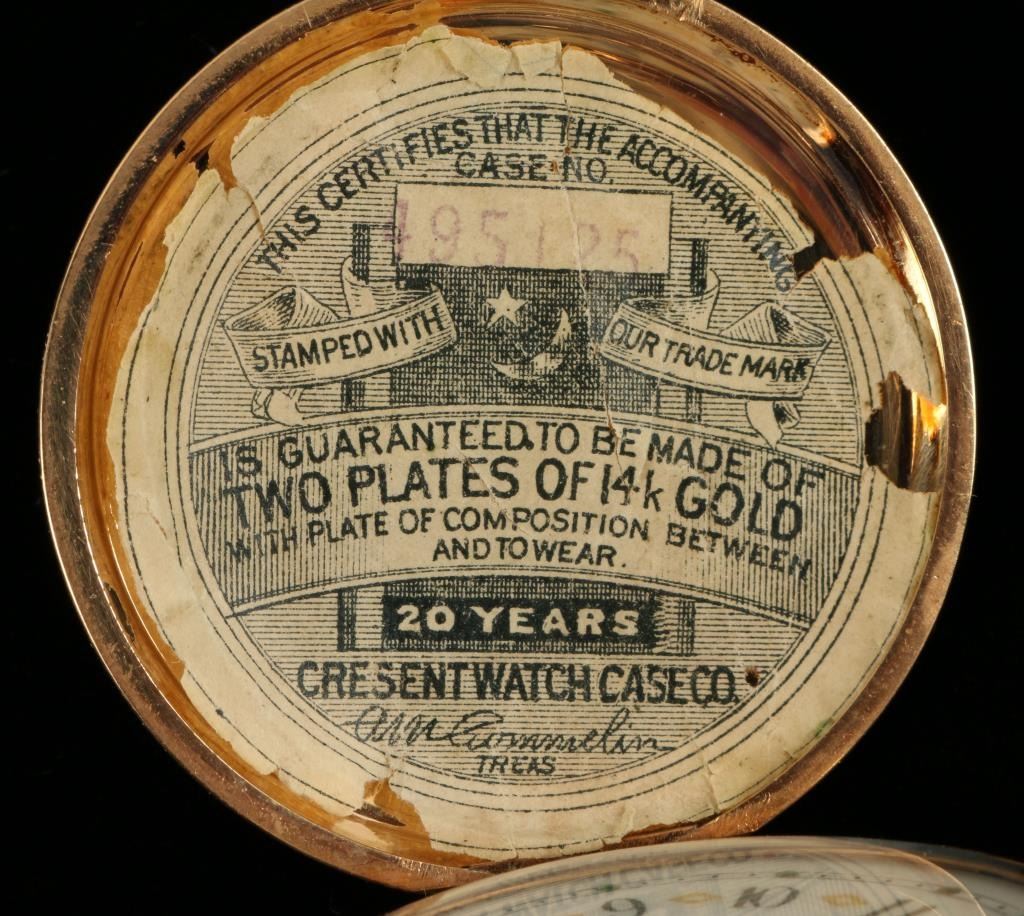 THIS CERTIFIES THAT THE ACCOMPANYING
CASE NO.
495125
STAMPED WITH
OUR TRADE MARK
IS GUARANTEED TO BE MADE OF
TWO PLATES OF 14k GOLD
WITH PLATE OF COMPOSITION BETWEEN
AND TO WEAR.
20 YEARS
CRESENT WATCH CASE CO.
TREAS
9 10